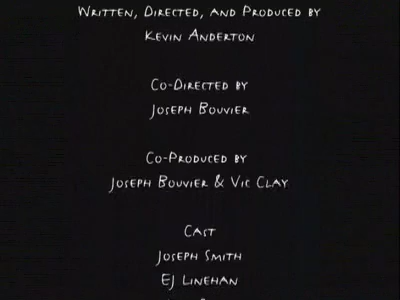 Written, Directed, and Produced by
Kevin Anderton
Co-Directed by
Joseph Bouvier
Co-Produced by
Joseph Bouvier & Vic Clay
Cast
Joseph Smith
EJ Linehan